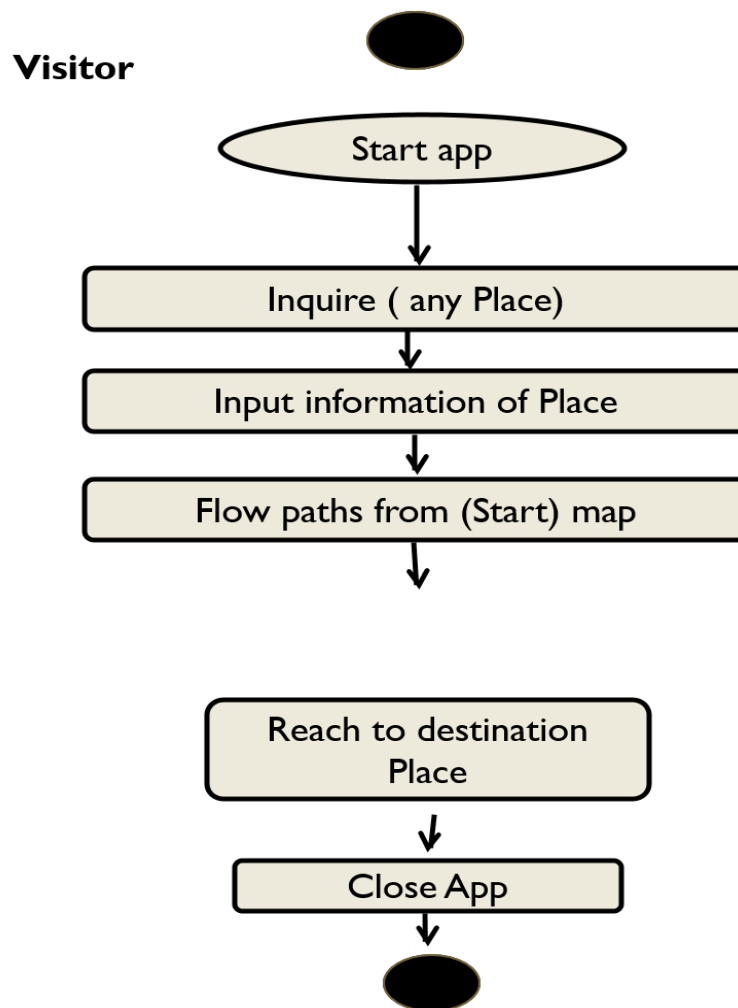 Visitor
Start app
Inquire ( any Place)
Input information of Place
Flow paths from (Start) map
Reach to destination
Place
Close App